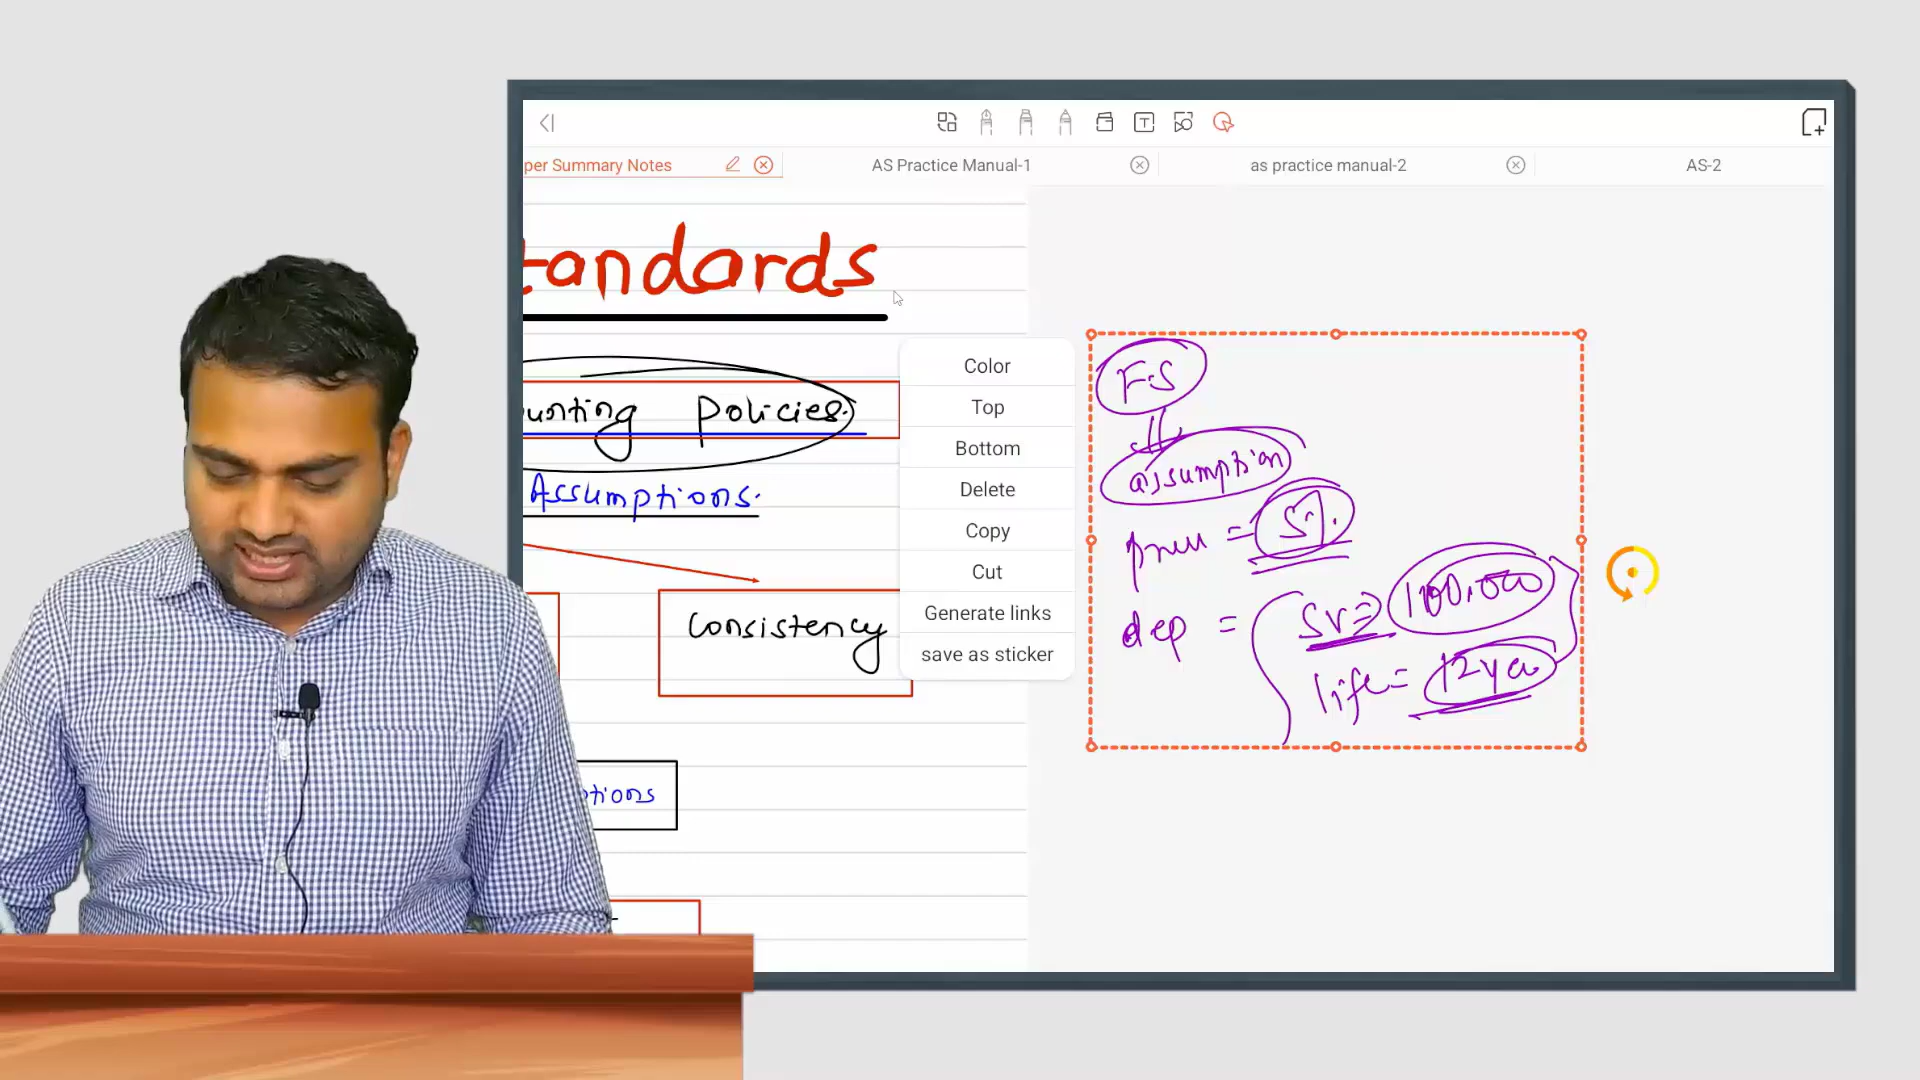 per Summary Notes
AS Practice Manual-1
as practice manual-2
AS-2
tandards
unting Policies.
Assumptions.
Consistency
tions
Color
Top
Bottom
Delete
Copy
Cut
Generate links
save as sticker
F.S
assumption
= 5%.
dep = SV ⇒ 100,000
life = 12